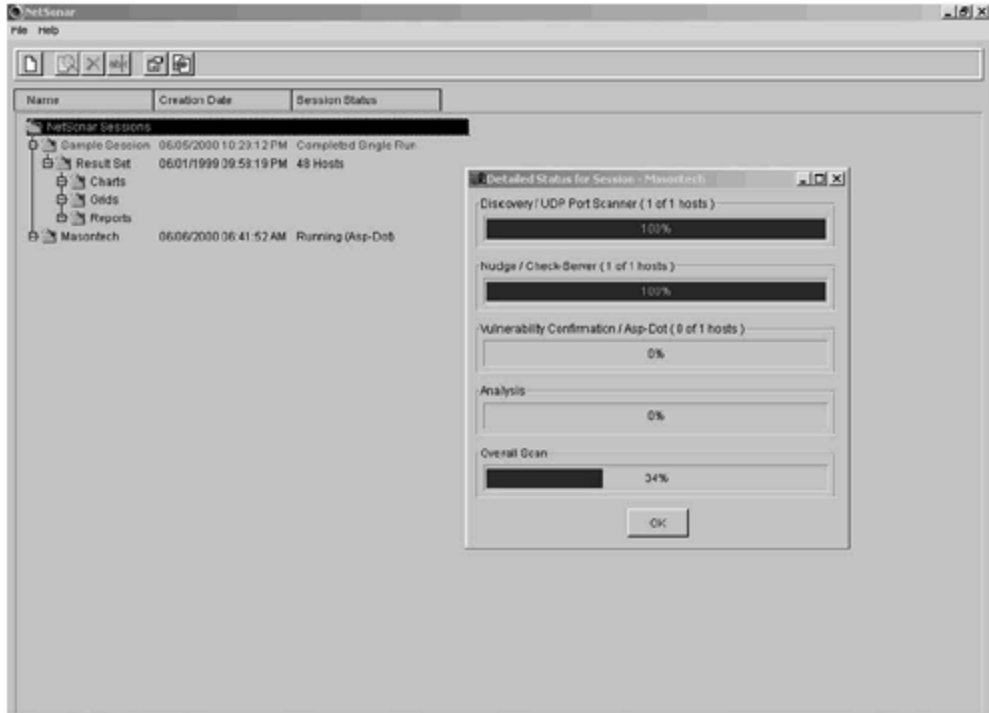 NetSonar
File Help
Name Creation Date Session Status
NetSonar Sessions
Sample Session 06/05/2000 10:23:12 PM Completed Single Run
Result Set 06/01/1999 09:59:19 PM 48 Hosts
Charts
Grids
Reports
Masontech 06/06/2000 06:41:52 AM Running (Asp-Dot)
Detailed Status for Session - Masontech
Discovery / UDP Port Scanner ( 1 of 1 hosts )
100%
Nudge / Check-Server ( 1 of 1 hosts )
100%
Vulnerability Confirmation / Asp-Dot ( 0 of 1 hosts )
0%
Analysis
0%
Overall Scan
34%
OK